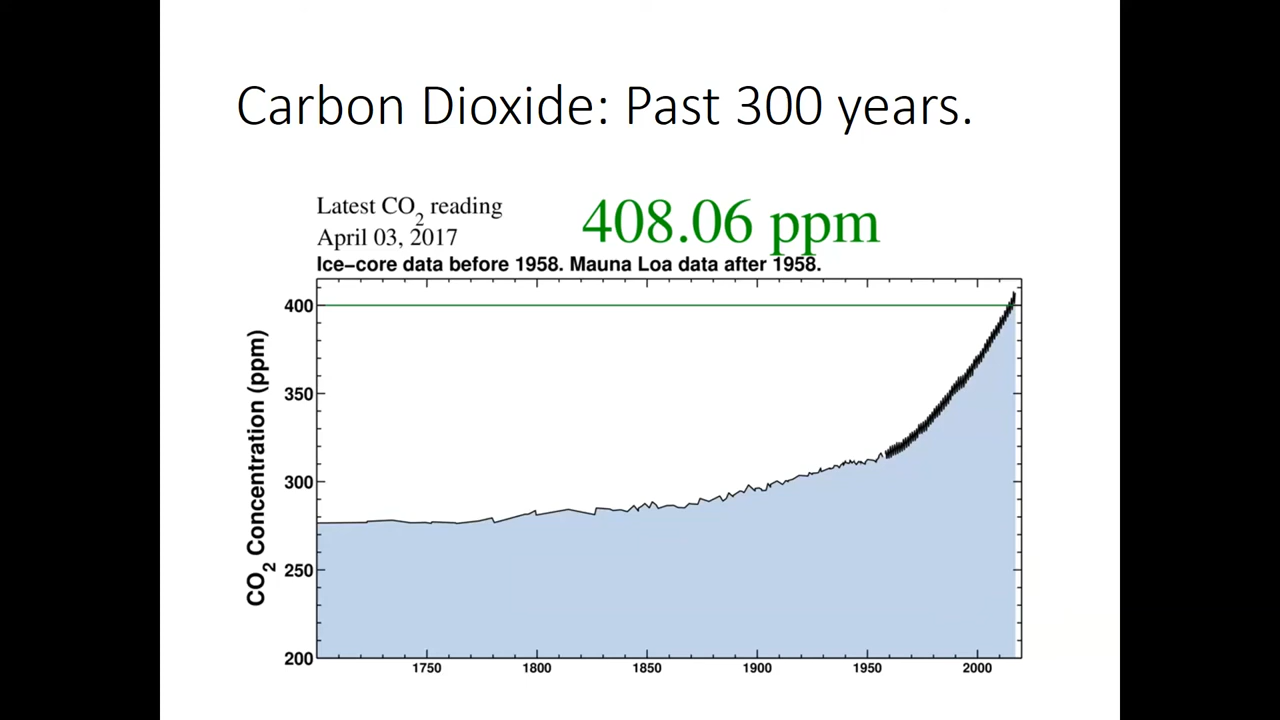 Carbon Dioxide: Past 300 years.
Latest CO2 reading
April 03, 2017
408.06 ppm
Ice-core data before 1958. Mauna Loa data after 1958.
CO2 Concentration (ppm)
400
350
300
250
200
1750 1800 1850 1900 1950 2000